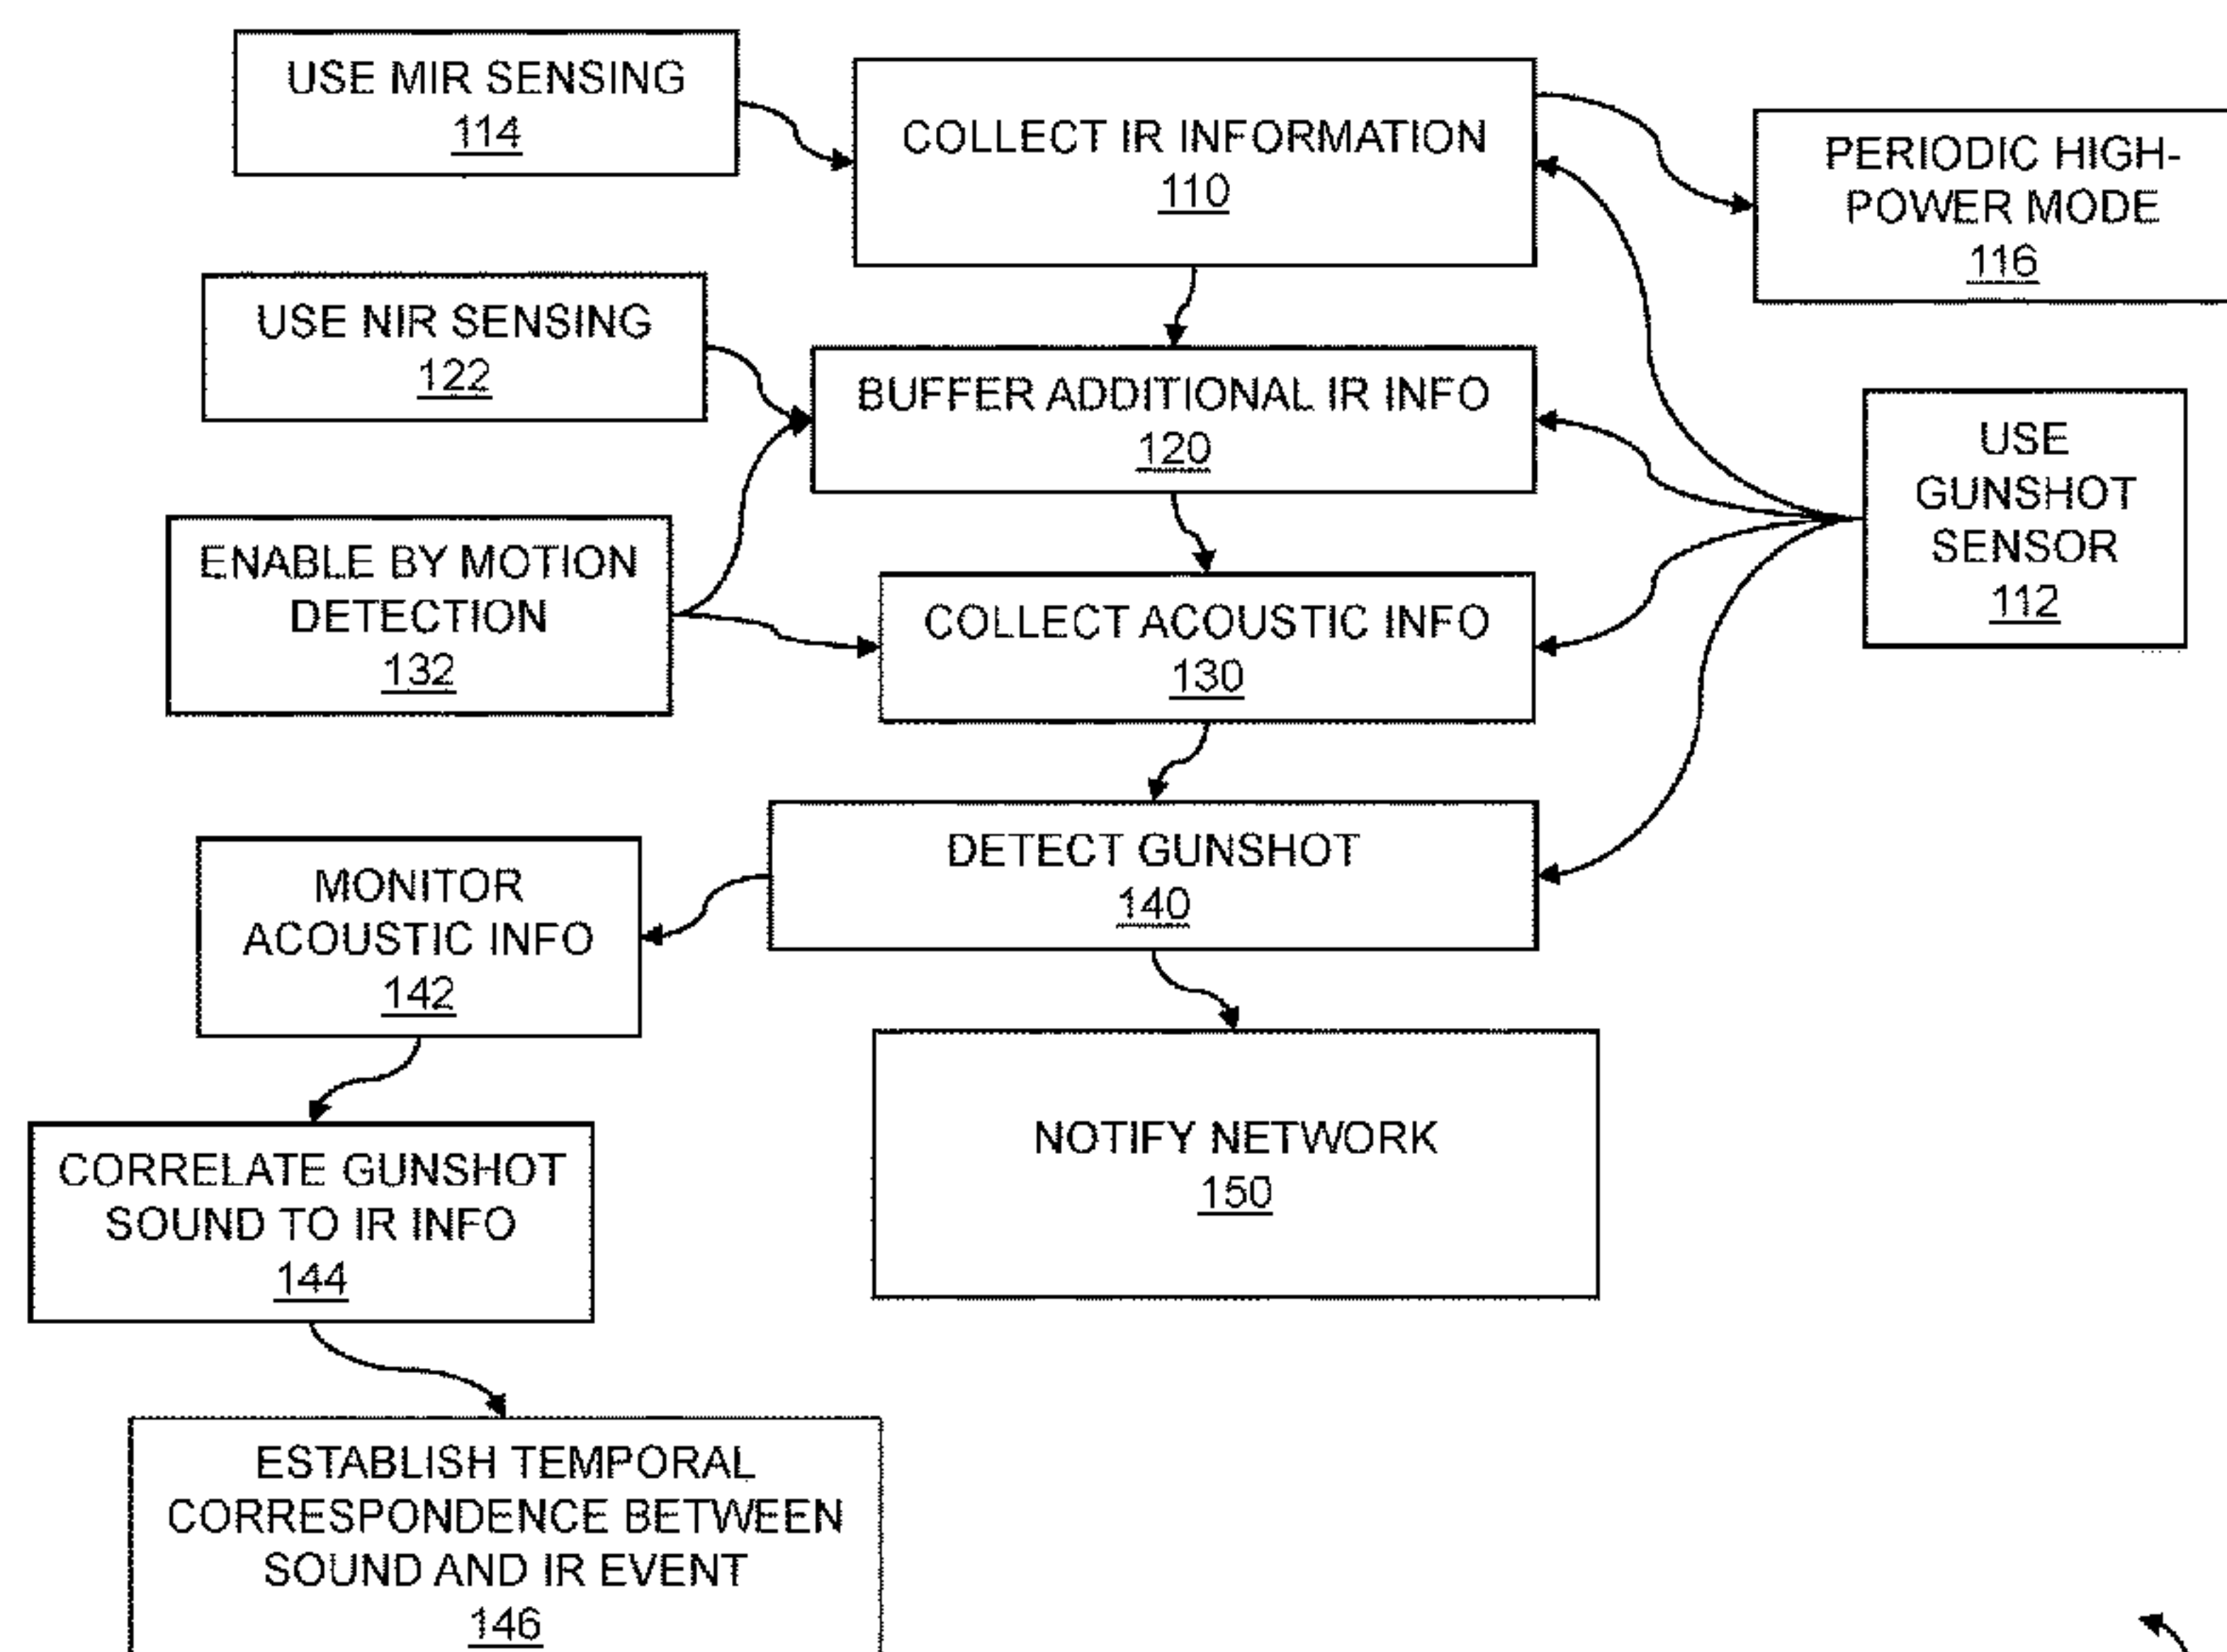 USE MIR SENSING
114
COLLECT IR INFORMATION
110
PERIODIC HIGH-
POWER MODE
116
USE NIR SENSING
122
BUFFER ADDITIONAL IR INFO
120
USE
GUNSHOT
SENSOR
112
ENABLE BY MOTION
DETECTION
132
COLLECT ACOUSTIC INFO
130
DETECT GUNSHOT
140
MONITOR
ACOUSTIC INFO
142
NOTIFY NETWORK
150
CORRELATE GUNSHOT
SOUND TO IR INFO
144
ESTABLISH TEMPORAL
CORRESPONDENCE BETWEEN
SOUND AND IR EVENT
146